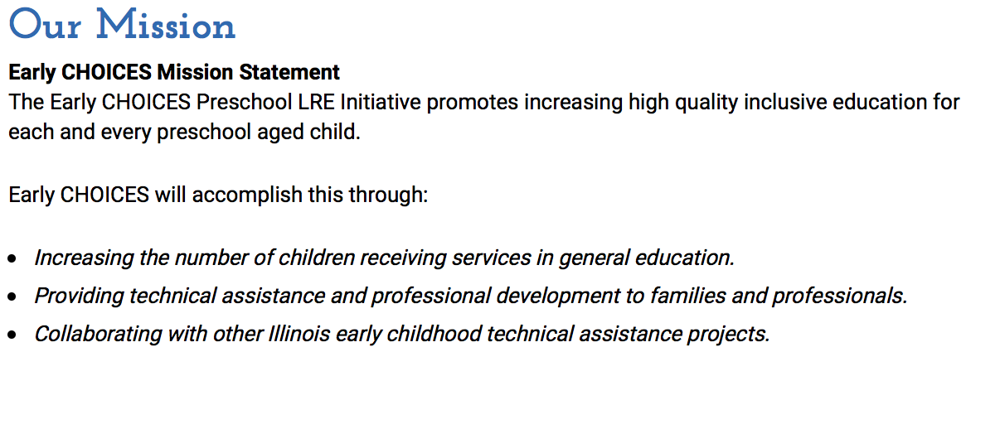 Our Mission
Early CHOICES Mission Statement
The Early CHOICES Preschool LRE Initiative promotes increasing high quality inclusive education for
each and every preschool aged child.
Early CHOICES will accomplish this through:
• Increasing the number of children receiving services in general education.
• Providing technical assistance and professional development to families and professionals.
• Collaborating with other Illinois early childhood technical assistance projects.